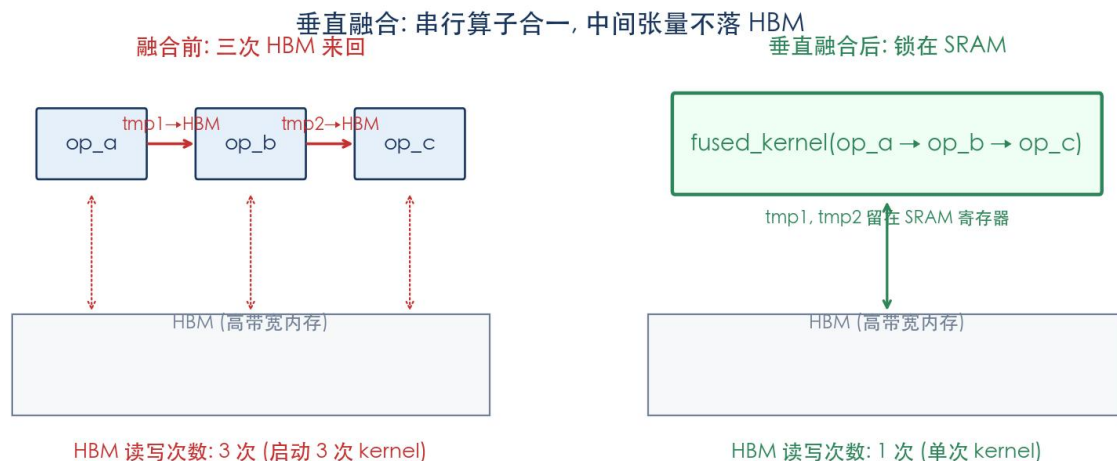 垂直融合: 串行算子合一, 中间张量不落 HBM
融合前: 三次 HBM 来回
tmp1→HBM
tmp2→HBM
op_a
op_b
op_c
HBM (高带宽内存)
HBM 读写次数: 3 次 (启动 3 次 kernel)
垂直融合后: 锁在 SRAM
fused_kernel(op_a → op_b → op_c)
tmp1, tmp2 留在 SRAM 寄存器
HBM (高带宽内存)
HBM 读写次数: 1 次 (单次 kernel)